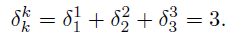 δ^k_k = δ^1_1 + δ^2_2 + δ^3_3 = 3.